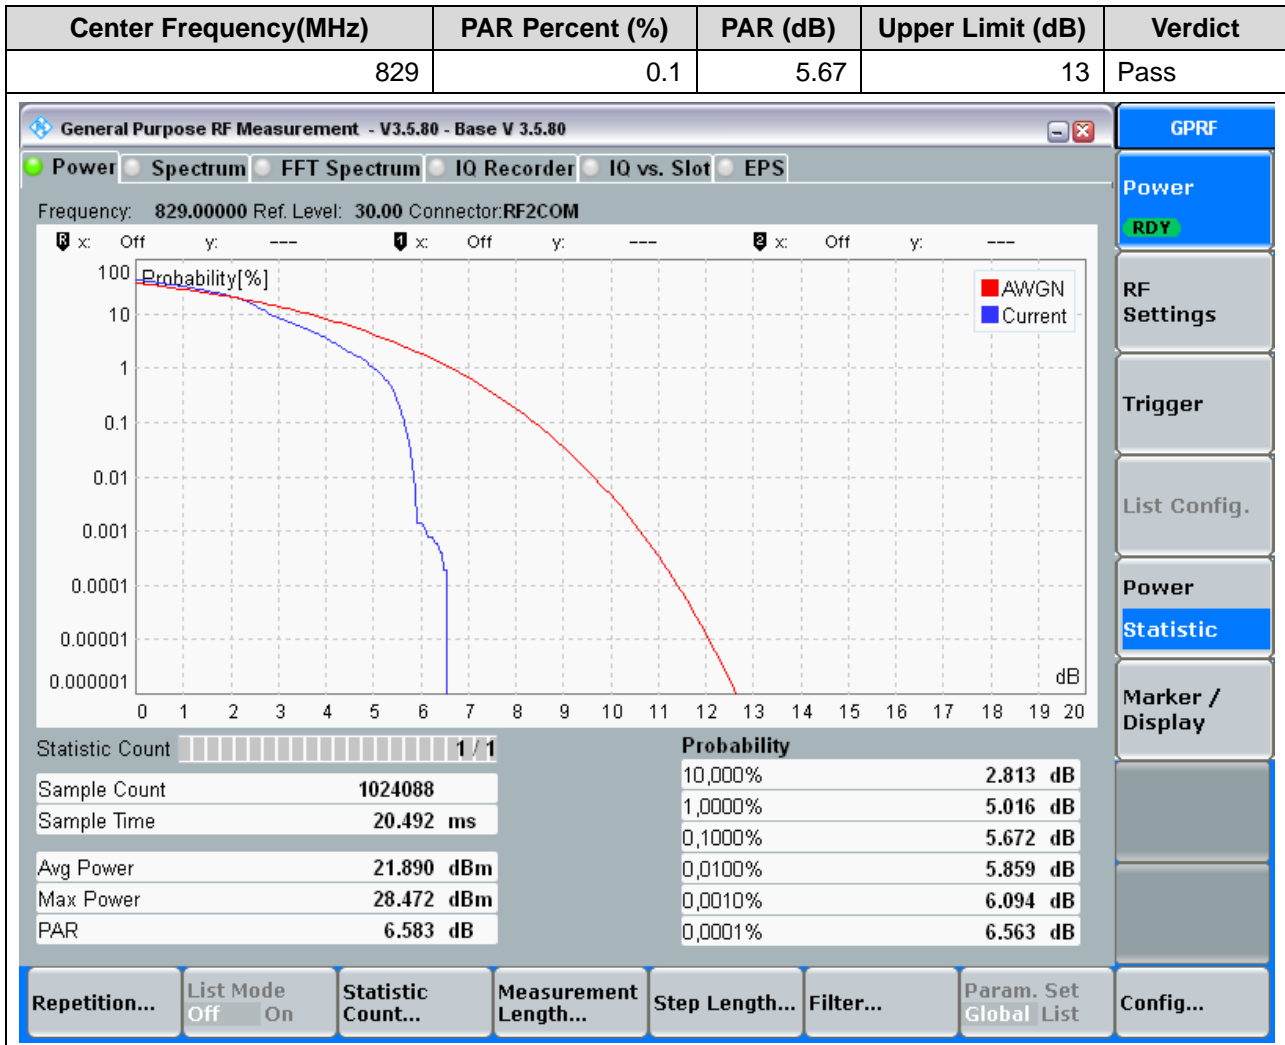 Center Frequency(MHz) PAR Percent (%) PAR (dB) Upper Limit (dB) Verdict
829 0.1 5.67 13 Pass
General Purpose RF Measurement - V3.5.80 - Base V 3.5.80
GPRF
Power Spectrum FFT Spectrum IQ Recorder IQ vs. Slot EPS
Power
RDY
Frequency: 829.00000 Ref. Level: 30.00 Connector:RF2COM
R x: Off y: --- 1 x: Off y: --- 2 x: Off y: ---
Probability[%]
AWGN
Current
100
10
1
0.1
0.01
0.001
0.0001
0.00001
0.000001
dB
0 1 2 3 4 5 6 7 8 9 10 11 12 13 14 15 16 17 18 19 20
RF
Settings
Trigger
List Config.
Power
Statistic
Marker /
Display
Statistic Count 1 / 1
Sample Count 1024088
Sample Time 20.492 ms
Avg Power 21.890 dBm
Max Power 28.472 dBm
PAR 6.583 dB
Probability
10,000% 2.813 dB
1,0000% 5.016 dB
0,1000% 5.672 dB
0,0100% 5.859 dB
0,0010% 6.094 dB
0,0001% 6.563 dB
Repetition...
List Mode
Off On
Statistic
Count...
Measurement
Length...
Step Length...
Filter...
Param. Set
Global List
Config...